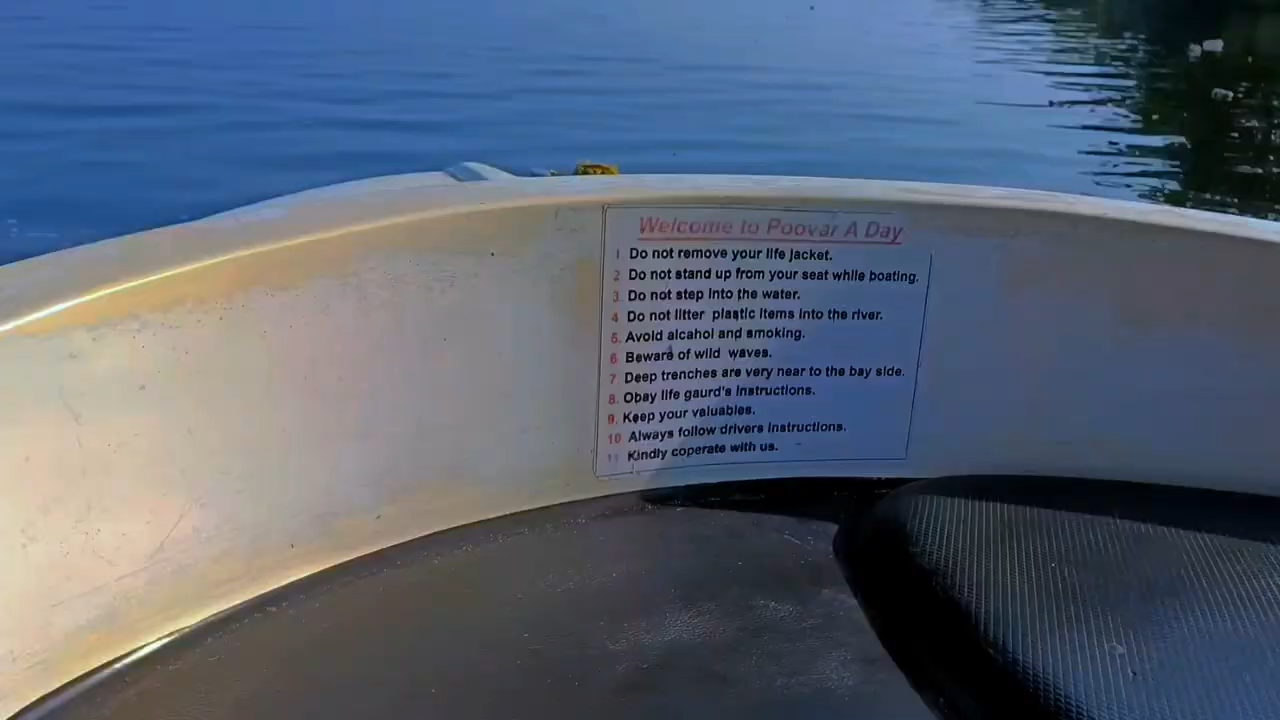 Welcome to Poovar A Day
1 Do not remove your life jacket.
2 Do not stand up from your seat while boating.
3. Do not step into the water.
4. Do not litter plastic items into the river.
5. Avoid alcohol and smoking.
6 Beware of wild waves.
7 Deep trenches are very near to the bay side.
8. Obay life gaurd's instructions.
9. Keep your valuables.
10 Always follow drivers instructions.
11 Kindly coperate with us.